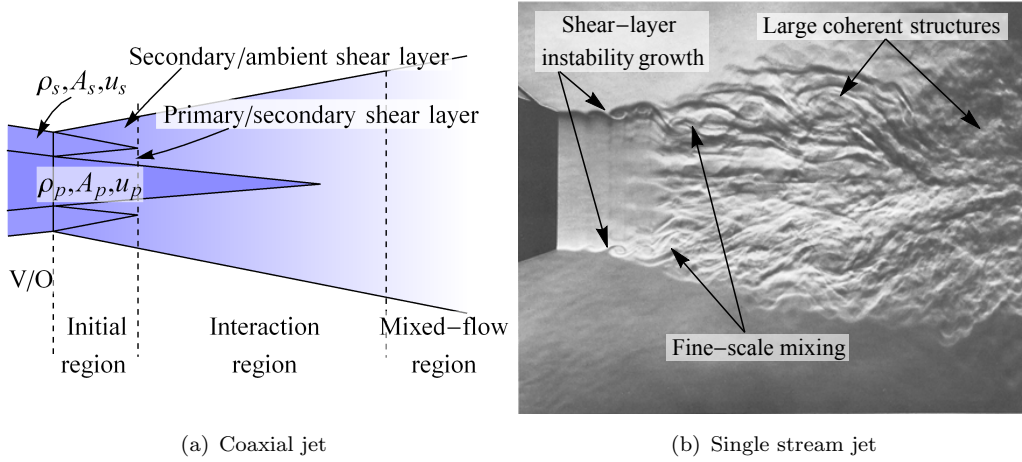 Secondary/ambient shear layer
ρs,As,us
Primary/secondary shear layer
ρp,Ap,up
V/O
Initial
region
Interaction
region
Mixed−flow
region
(a) Coaxial jet
Shear−layer
instability growth
Large coherent structures
Fine−scale mixing
(b) Single stream jet